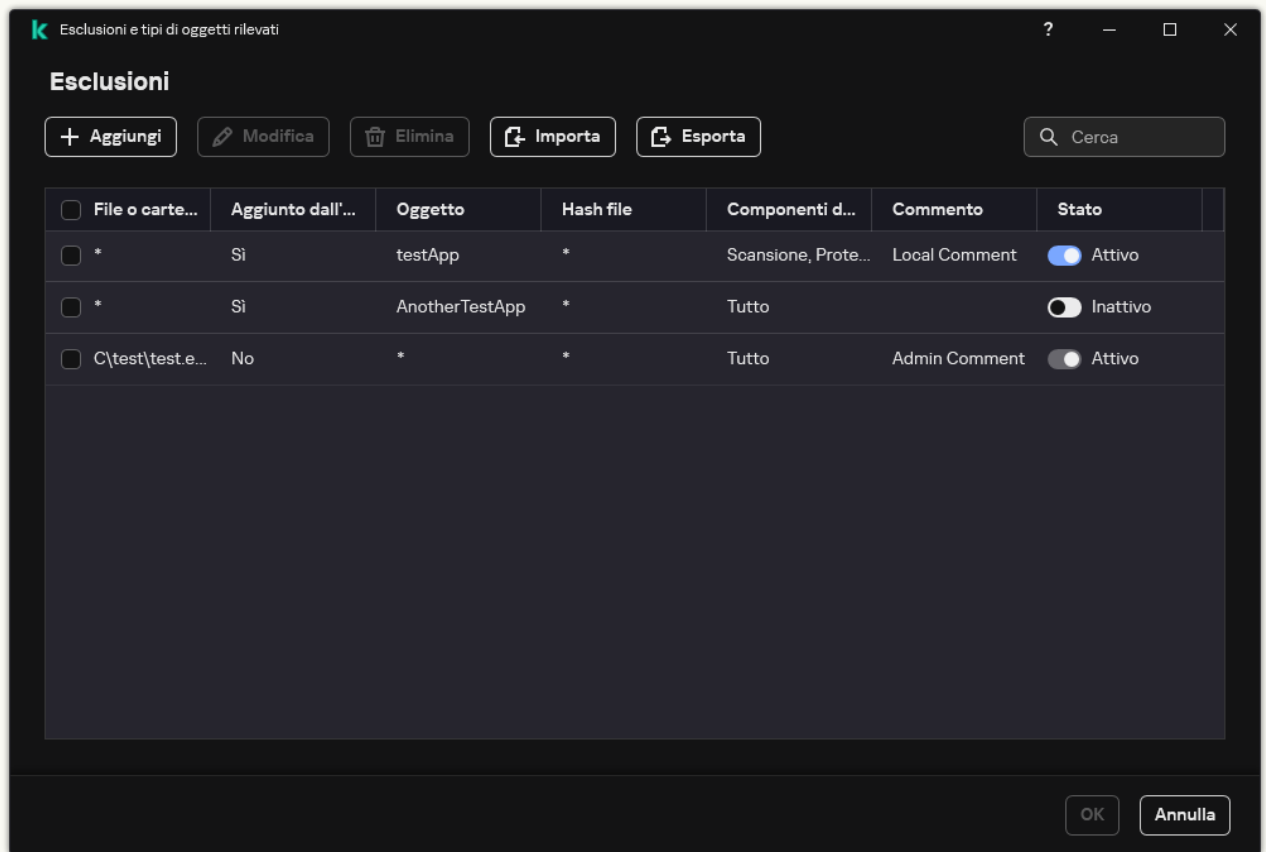 Esclusioni e tipi di oggetti rilevati ?
Esclusioni
Aggiungi Modifica Elimina Importa Esporta Cerca
File o carte... Aggiunto dall'... Oggetto Hash file Componenti d... Commento Stato
* Sì testApp * Scansione, Prote... Local Comment Attivo
* Sì AnotherTestApp * Tutto Inattivo
C\test\test.e... No * * Tutto Admin Comment Attivo
OK Annulla